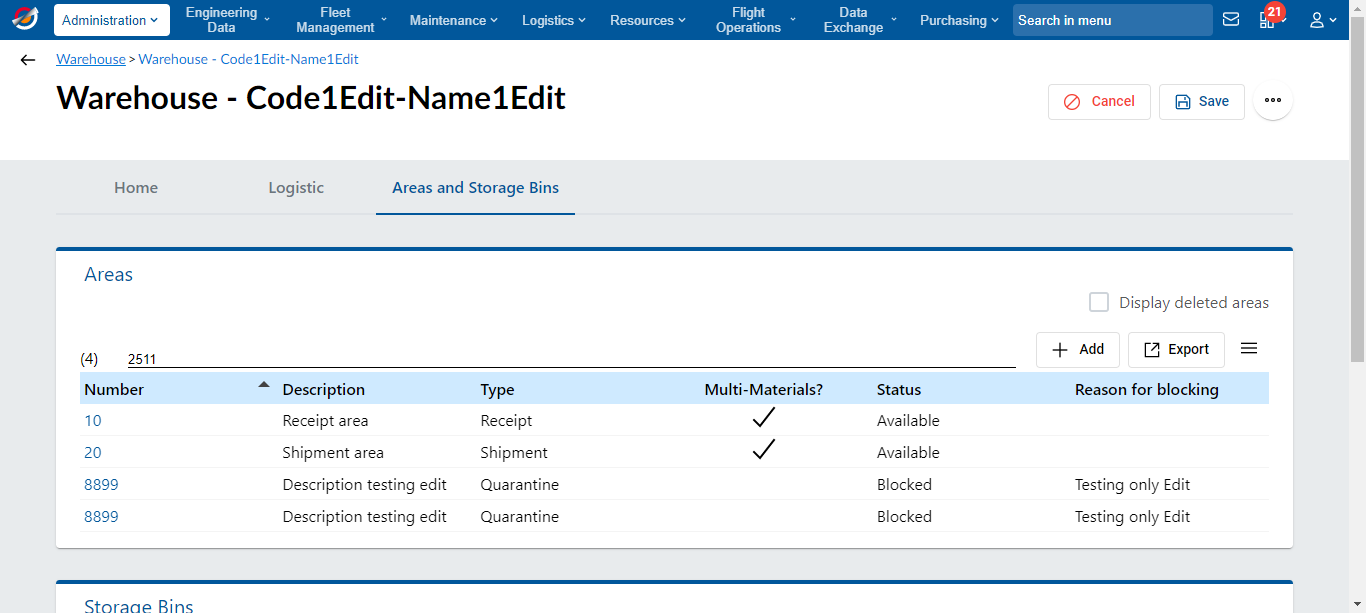 Administration
Engineering Data
Fleet Management
Maintenance
Logistics
Resources
Flight Operations
Data Exchange
Purchasing
Search in menu
21
Warehouse > Warehouse - Code1Edit-Name1Edit
Warehouse - Code1Edit-Name1Edit
Cancel
Save
Home
Logistic
Areas and Storage Bins
Areas
Display deleted areas
(4) 2511
Add
Export
Number Description Type Multi-Materials? Status Reason for blocking
10 Receipt area Receipt Available
20 Shipment area Shipment Available
8899 Description testing edit Quarantine Blocked Testing only Edit
8899 Description testing edit Quarantine Blocked Testing only Edit
Storage Bins